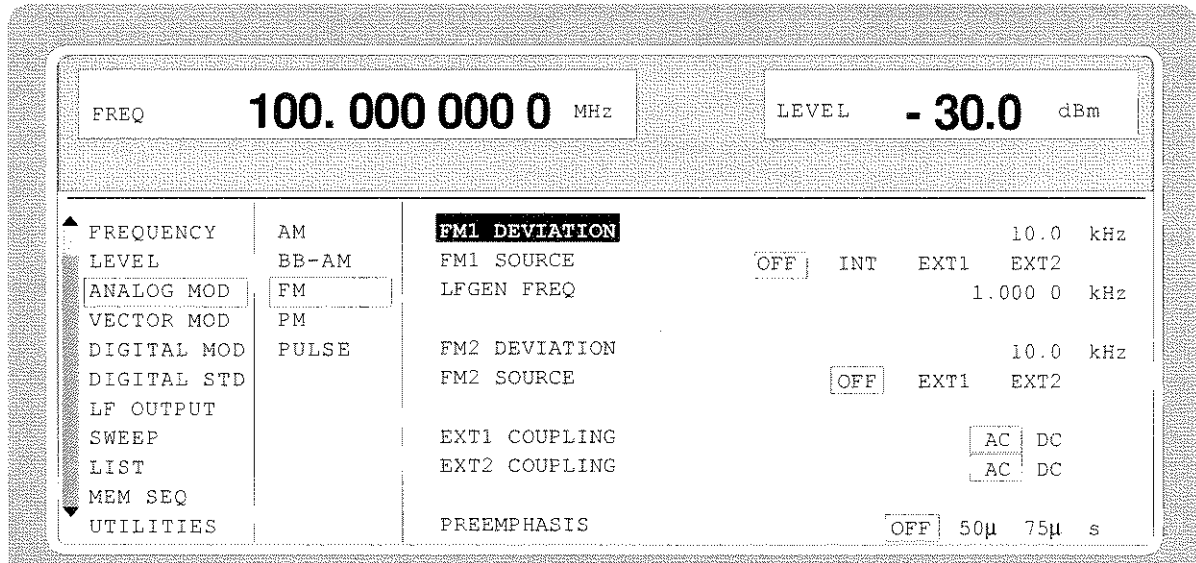 FREQ 100. 000 000 0 MHz LEVEL - 30.0 dBm
FREQUENCY AM FM1 DEVIATION 10.0 kHz
LEVEL BB-AM FM1 SOURCE OFF INT EXT1 EXT2
ANALOG MOD FM LFGEN FREQ 1.000 0 kHz
VECTOR MOD PM
DIGITAL MOD PULSE FM2 DEVIATION 10.0 kHz
DIGITAL STD FM2 SOURCE OFF EXT1 EXT2
LF OUTPUT
SWEEP EXT1 COUPLING AC DC
LIST EXT2 COUPLING AC DC
MEM SEQ
UTILITIES PREEMPHASIS OFF 50µ 75µ s